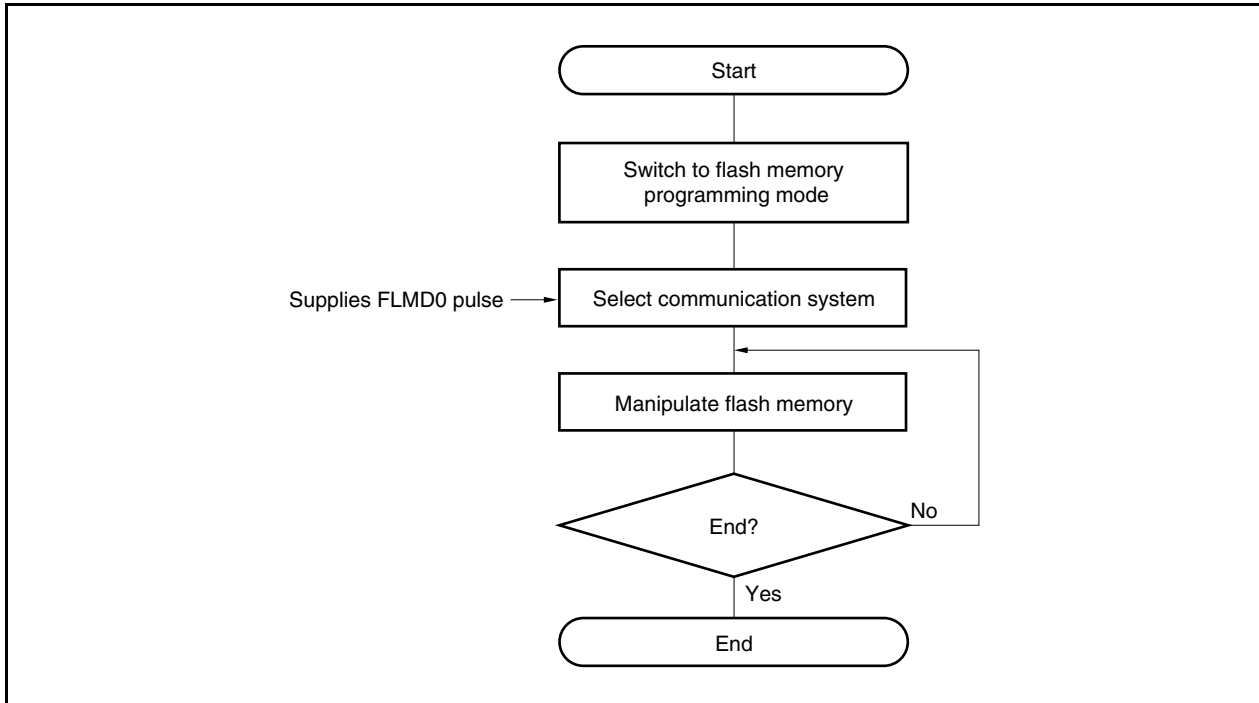 Start
Switch to flash memory
programming mode
Supplies FLMD0 pulse
Select communication system
Manipulate flash memory
End?
No
Yes
End